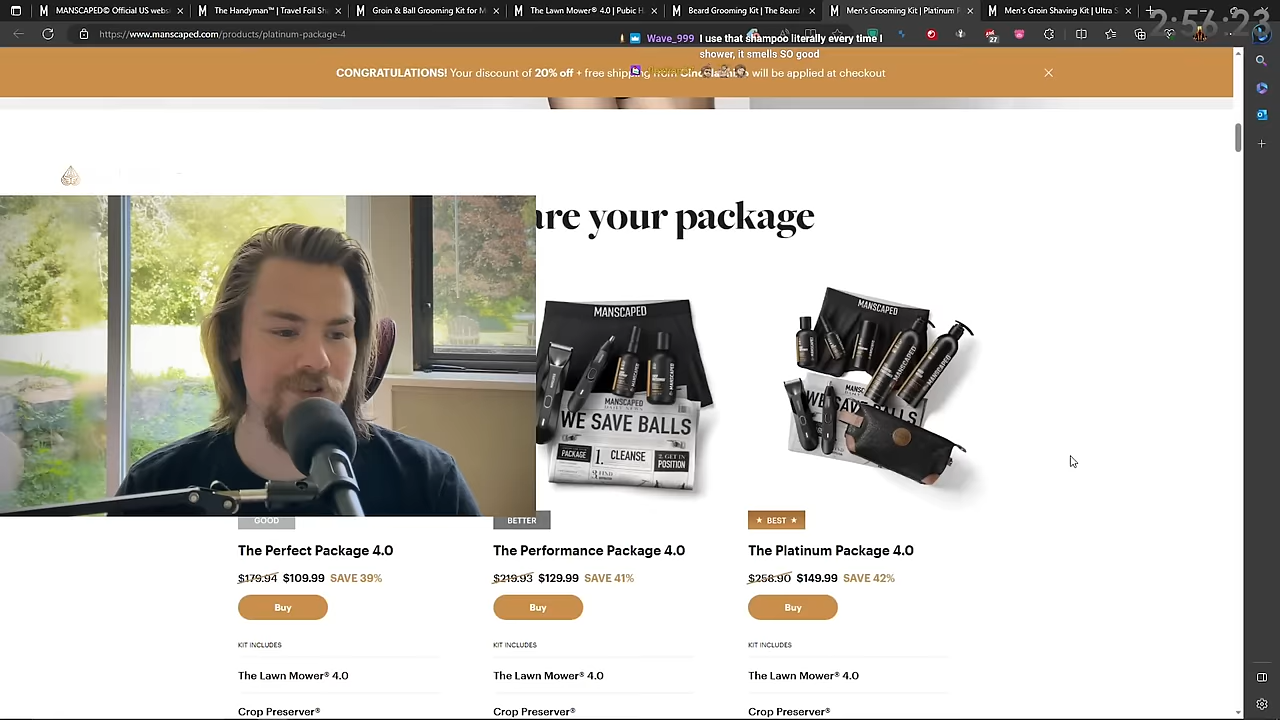 MANSCAPED© Official US webs
The Handyman™ | Travel Foil Sh
Groin & Ball Grooming Kit for M
The Lawn Mower® 4.0 | Pubic H
Beard Grooming Kit | The Beard
Men's Grooming Kit | Platinum P
Men's Groin Shaving Kit | Ultra S
2:56:23
https://www.manscaped.com/products/platinum-package-4
27
Wave_999 I use that shampoo literally every time I
shower, it smells SO good
CONGRATULATIONS! Your discount of 20% off + free shipping from will be applied at checkout
are your package
MANSCAPED
MANSCAPED
WE SAVE BALLS
PACKAGE
1. CLEANSE
2. GET IN
POSITION
MANSCAPED
MANSCAPED
MANSCAPED
WE SAVE BALLS
GOOD
BETTER
★ BEST ★
The Perfect Package 4.0
The Performance Package 4.0
The Platinum Package 4.0
$179.94 $109.99 SAVE 39%
$219.93 $129.99 SAVE 41%
$258.90 $149.99 SAVE 42%
Buy
Buy
Buy
KIT INCLUDES
KIT INCLUDES
KIT INCLUDES
The Lawn Mower® 4.0
The Lawn Mower® 4.0
The Lawn Mower® 4.0
Crop Preserver®
Crop Preserver®
Crop Preserver®